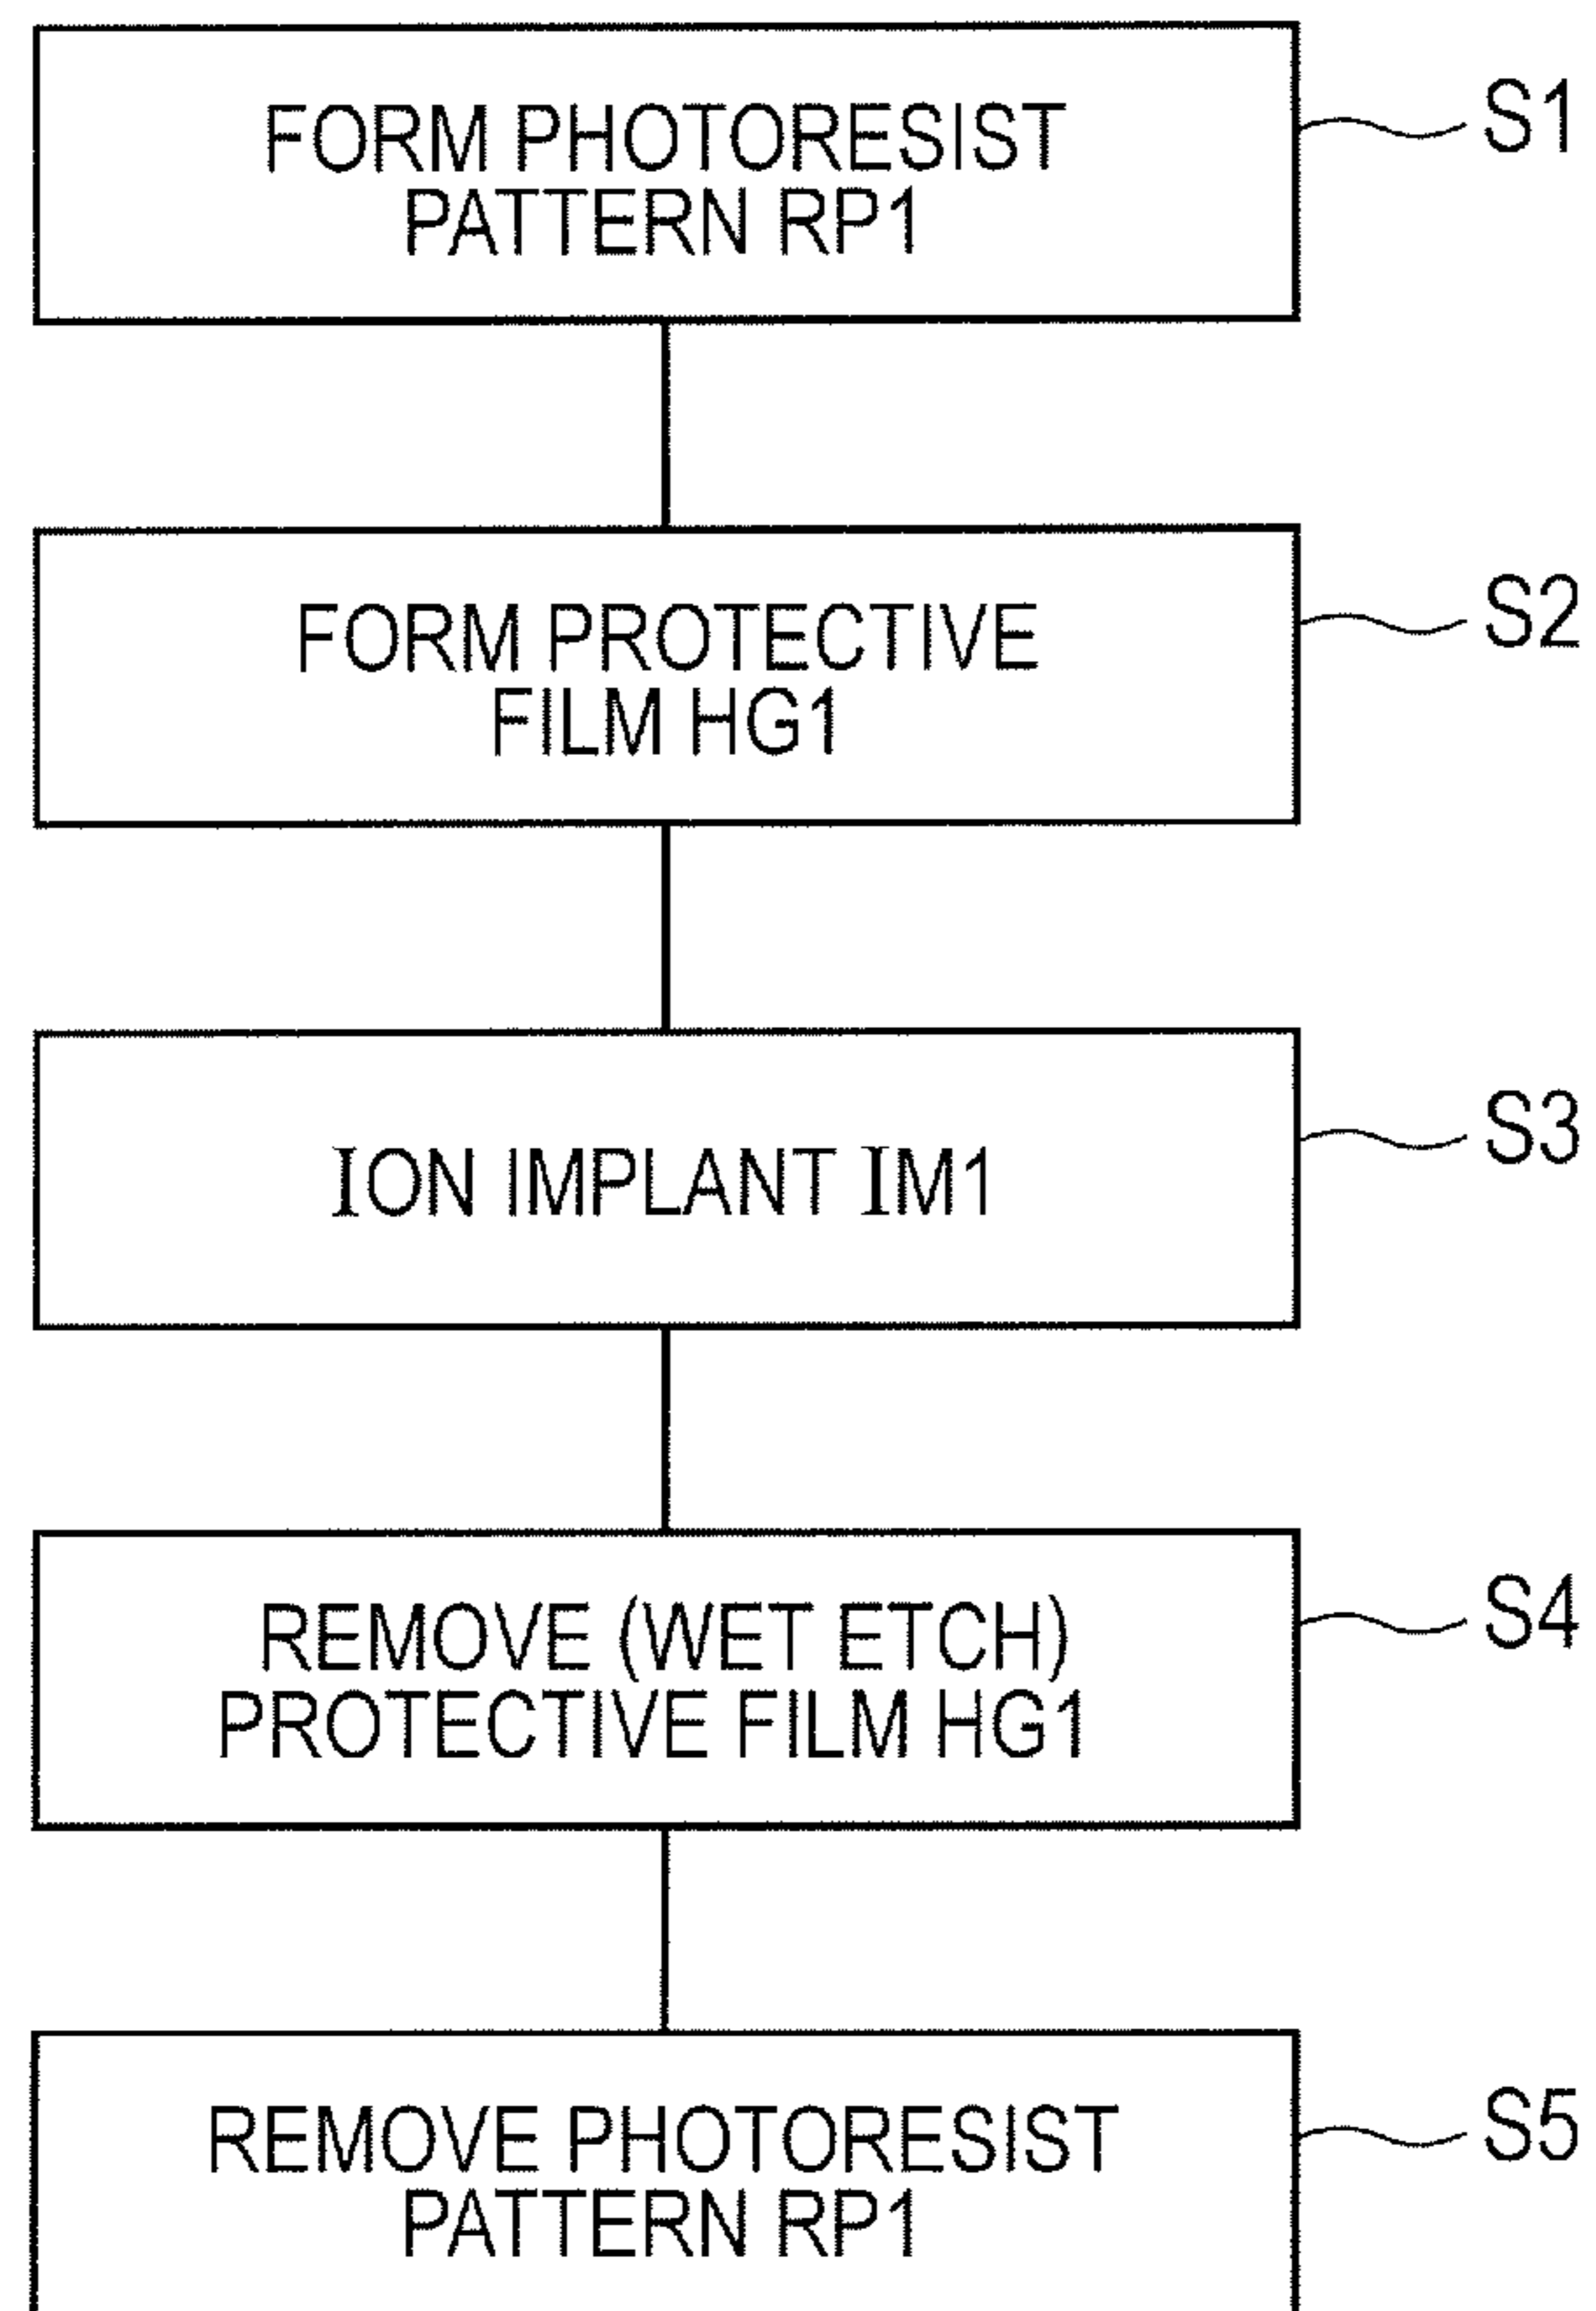 FORM PHOTORESIST
PATTERN RP1
S1
FORM PROTECTIVE
FILM HG1
S2
ION IMPLANT IM1
S3
REMOVE (WET ETCH)
PROTECTIVE FILM HG1
S4
REMOVE PHOTORESIST
PATTERN RP1
S5